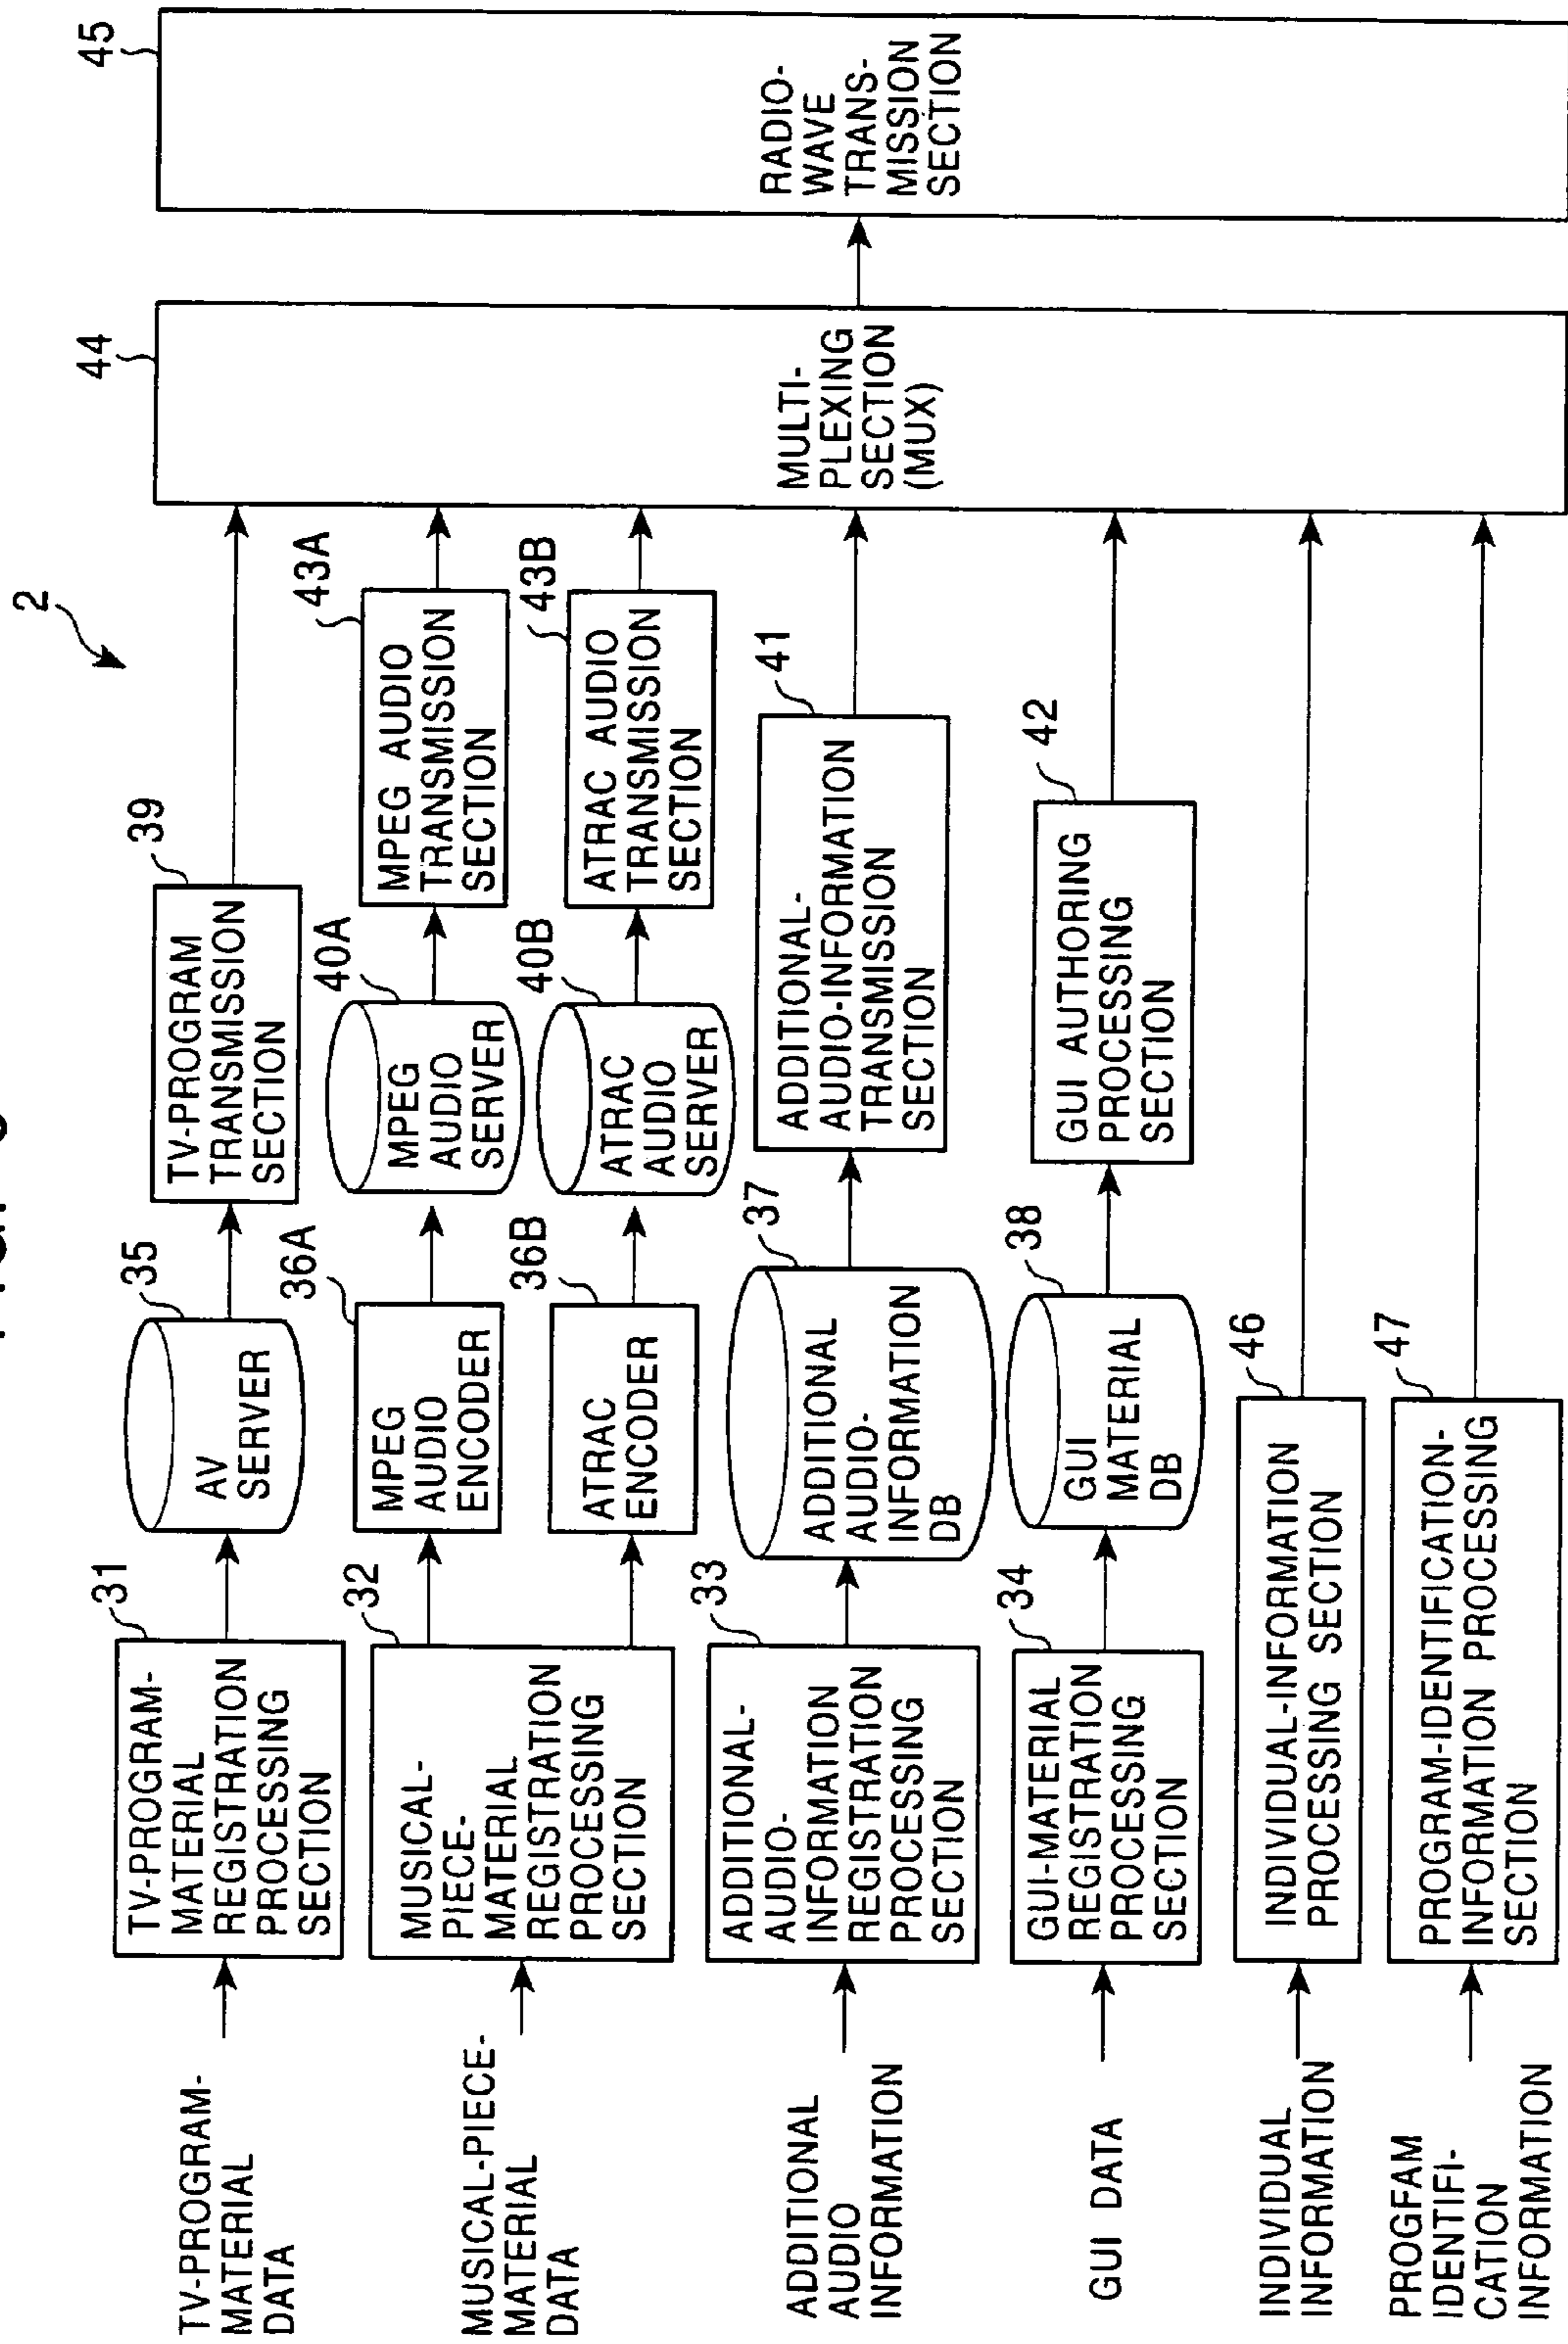 2
TV-PROGRAM-
MATERIAL
DATA
31
TV-PROGRAM-
MATERIAL
REGISTRATION
PROCESSING
SECTION
35
AV
SERVER
39
TV-PROGRAM
TRANSMISSION
SECTION
MUSICAL-PIECE-
MATERIAL
DATA
32
MUSICAL-
PIECE-
MATERIAL
REGISTRATION
PROCESSING
SECTION
36A
MPEG
AUDIO
ENCODER
40A
MPEG
AUDIO
SERVER
43A
MPEG AUDIO
TRANSMISSION
SECTION
36B
ATRAC
ENCODER
40B
ATRAC
AUDIO
SERVER
43B
ATRAC AUDIO
TRANSMISSION
SECTION
ADDITIONAL
AUDIO
INFORMATION
33
ADDITIONAL-
AUDIO-
INFORMATION
REGISTRATION
PROCESSING
SECTION
37
ADDITIONAL
AUDIO-
INFORMATION
DB
41
ADDITIONAL-
AUDIO-INFORMATION
TRANSMISSION
SECTION
GUI DATA
34
GUI-MATERIAL
REGISTRATION
PROCESSING
SECTION
38
GUI
MATERIAL
DB
42
GUI AUTHORING
PROCESSING
SECTION
INDIVIDUAL
INFORMATION
46
INDIVIDUAL-INFORMATION
PROCESSING SECTION
PROGFAM
IDENTIFI-
CATION
INFORMATION
47
PROGRAM-IDENTIFICATION-
INFORMATION PROCESSING
SECTION
44
MULTI-
PLEXING
SECTION
(MUX)
45
RADIO-
WAVE
TRANS-
MISSION
SECTION